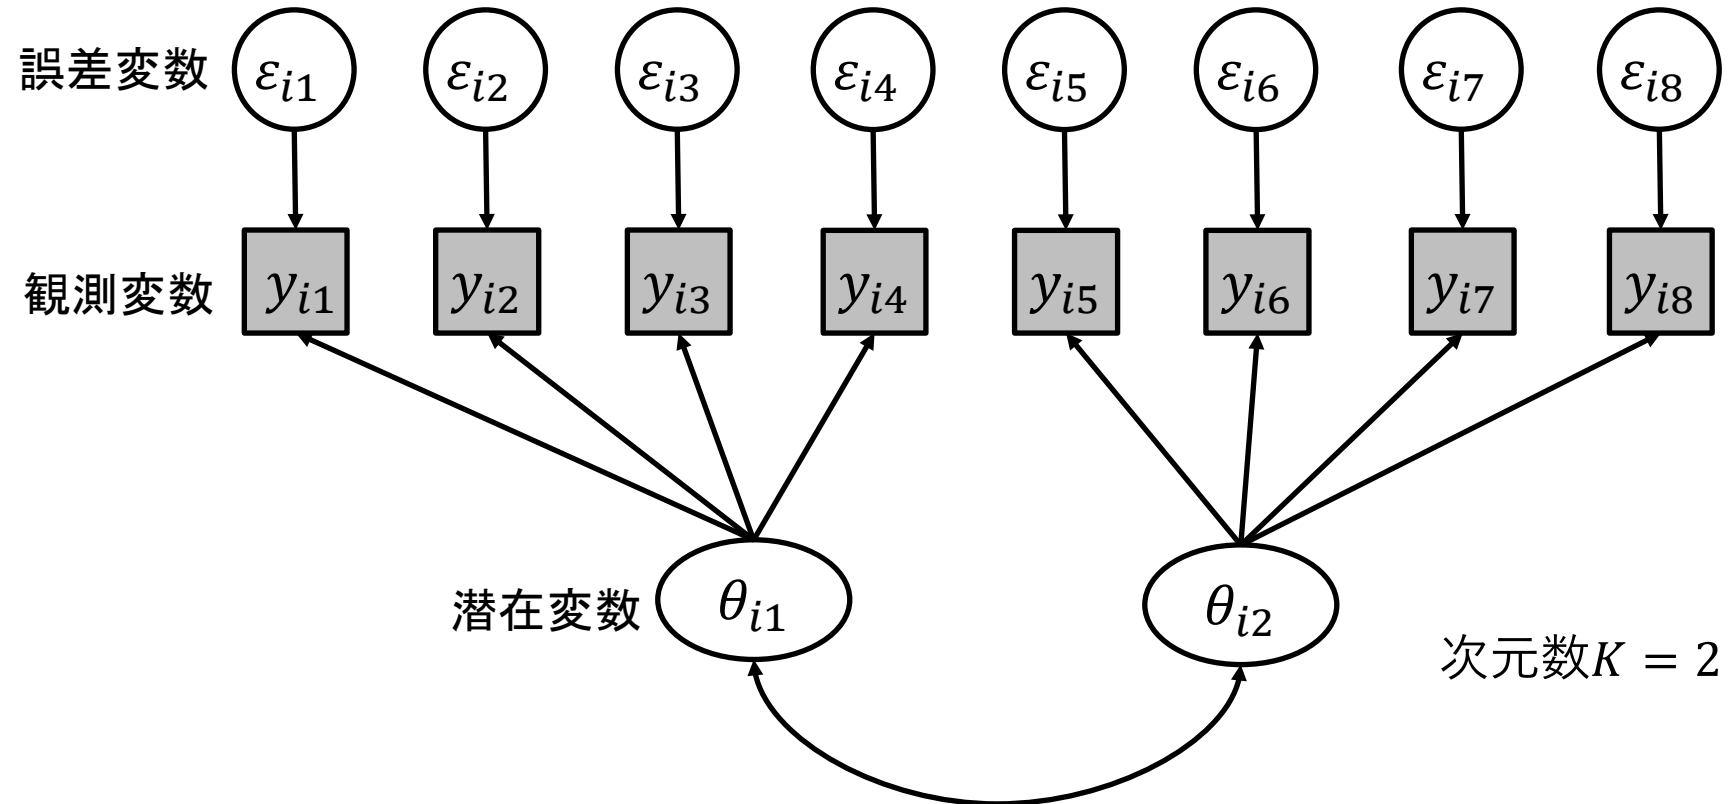 誤差変数 εi1 εi2 εi3 εi4 εi5 εi6 εi7 εi8
観測変数 yi1 yi2 yi3 yi4 yi5 yi6 yi7 yi8
潜在変数 θi1 θi2
次元数K = 2